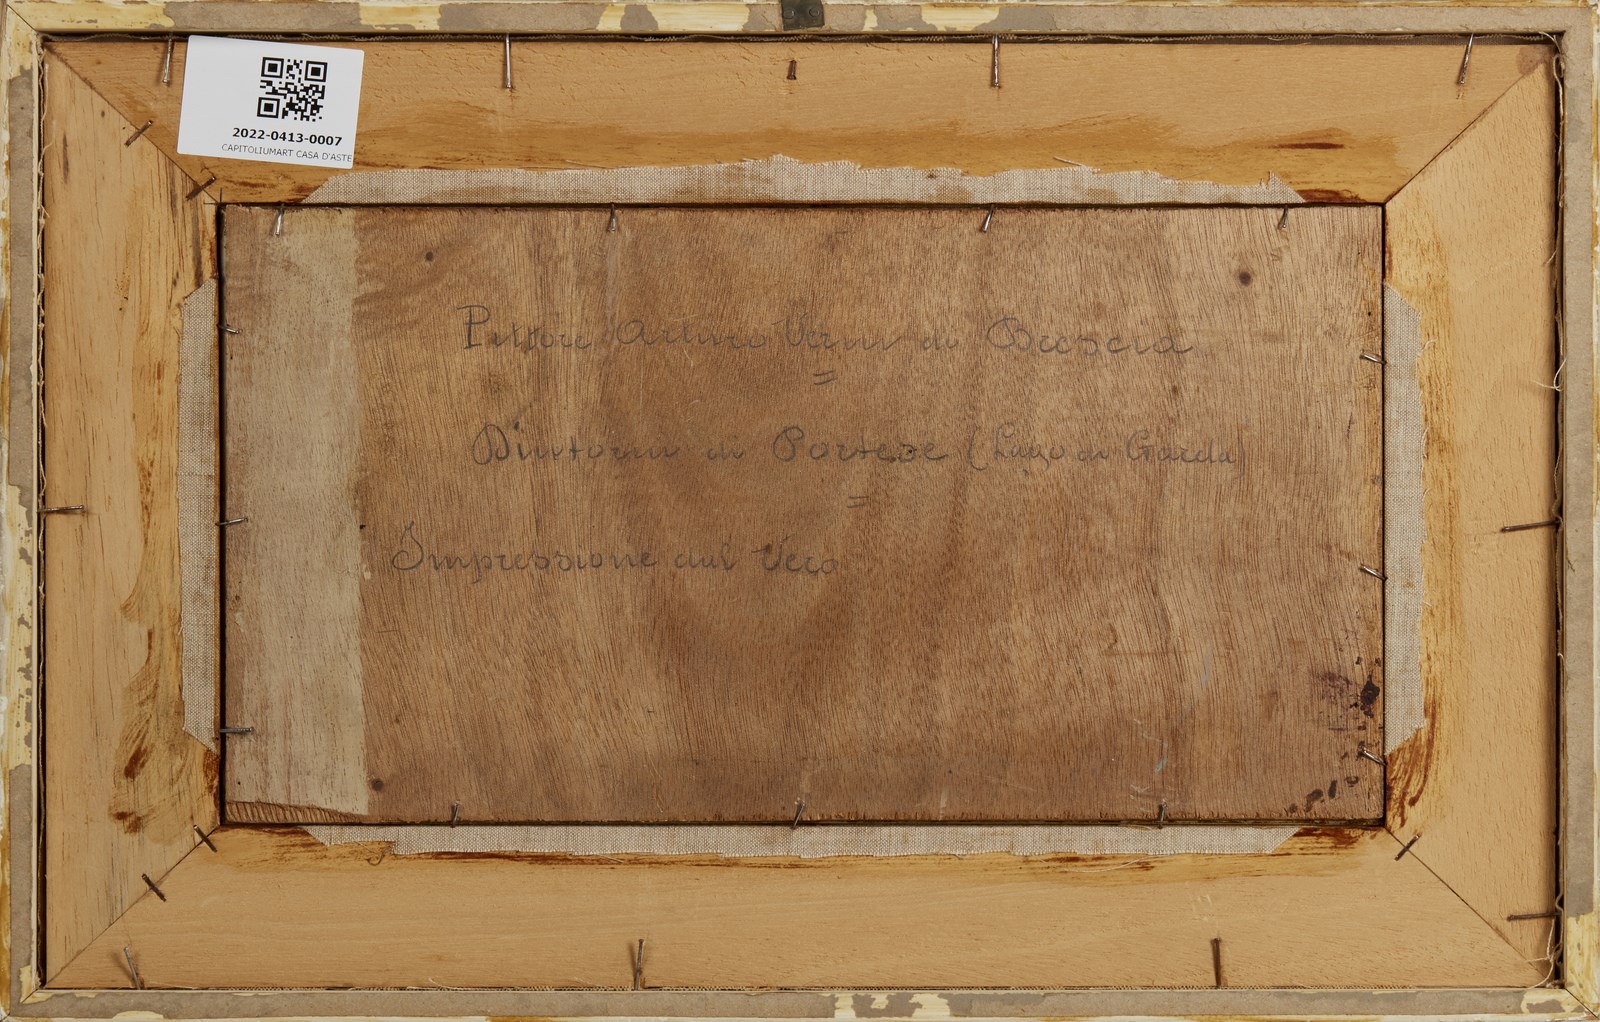 2022-0413-0007
CAPITOLIUMART CASA D'ASTE
Pittore Arturo Verni di Brescia
=
Dintorni di Portese (Lago di Garda)
=
Impressione dal Vero